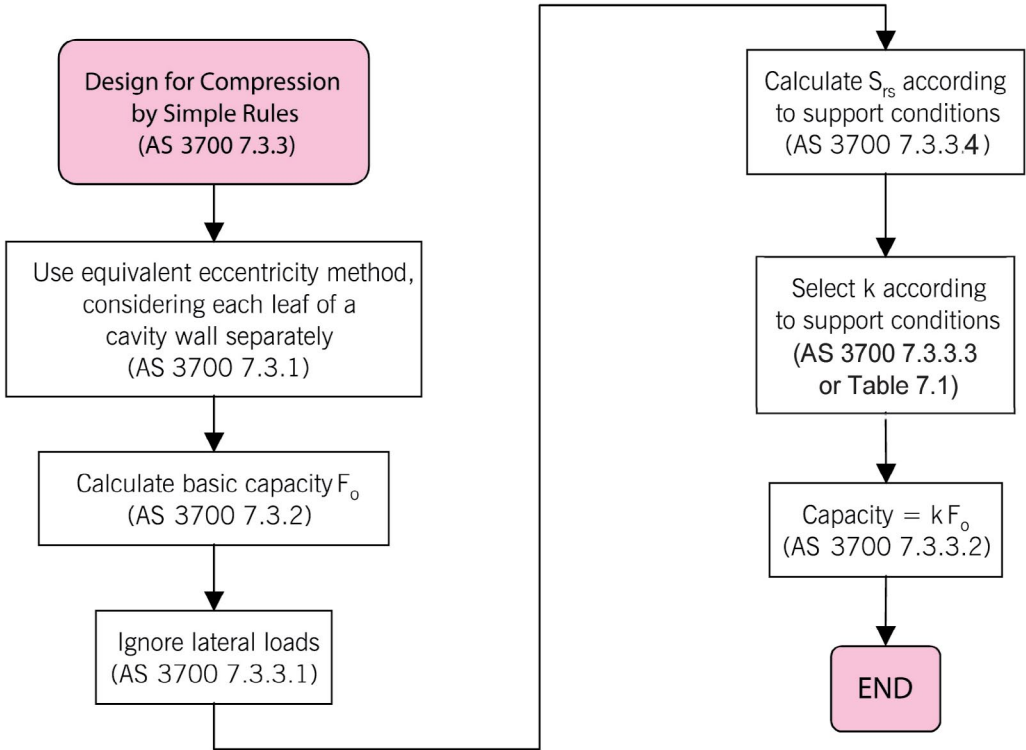 Design for Compression
by Simple Rules
(AS 3700 7.3.3)
Use equivalent eccentricity method,
considering each leaf of a
cavity wall separately
(AS 3700 7.3.1)
Calculate basic capacity Fₒ
(AS 3700 7.3.2)
Ignore lateral loads
(AS 3700 7.3.3.1)
Calculate Sᵣₛ according
to support conditions
(AS 3700 7.3.3.4)
Select k according
to support conditions
(AS 3700 7.3.3.3
or Table 7.1)
Capacity = kFₒ
(AS 3700 7.3.3.2)
END